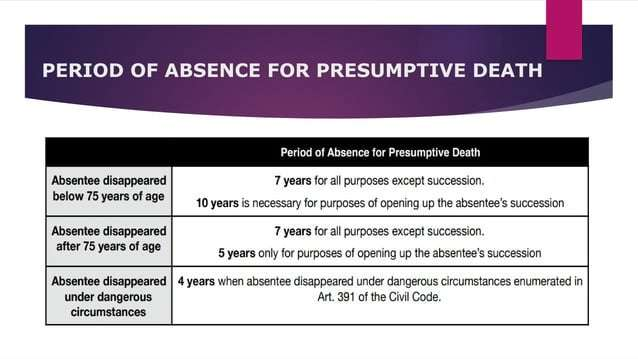 PERIOD OF ABSENCE FOR PRESUMPTIVE DEATH
Period of Absence for Presumptive Death
Absentee disappeared
below 75 years of age
7 years for all purposes except succession.
10 years is necessary for purposes of opening up the absentee's succession
Absentee disappeared
after 75 years of age
7 years for all purposes except succession.
5 years only for purposes of opening up the absentee's succession
Absentee disappeared
under dangerous
circumstances
4 years when absentee disappeared under dangerous circumstances enumerated in
Art. 391 of the Civil Code.